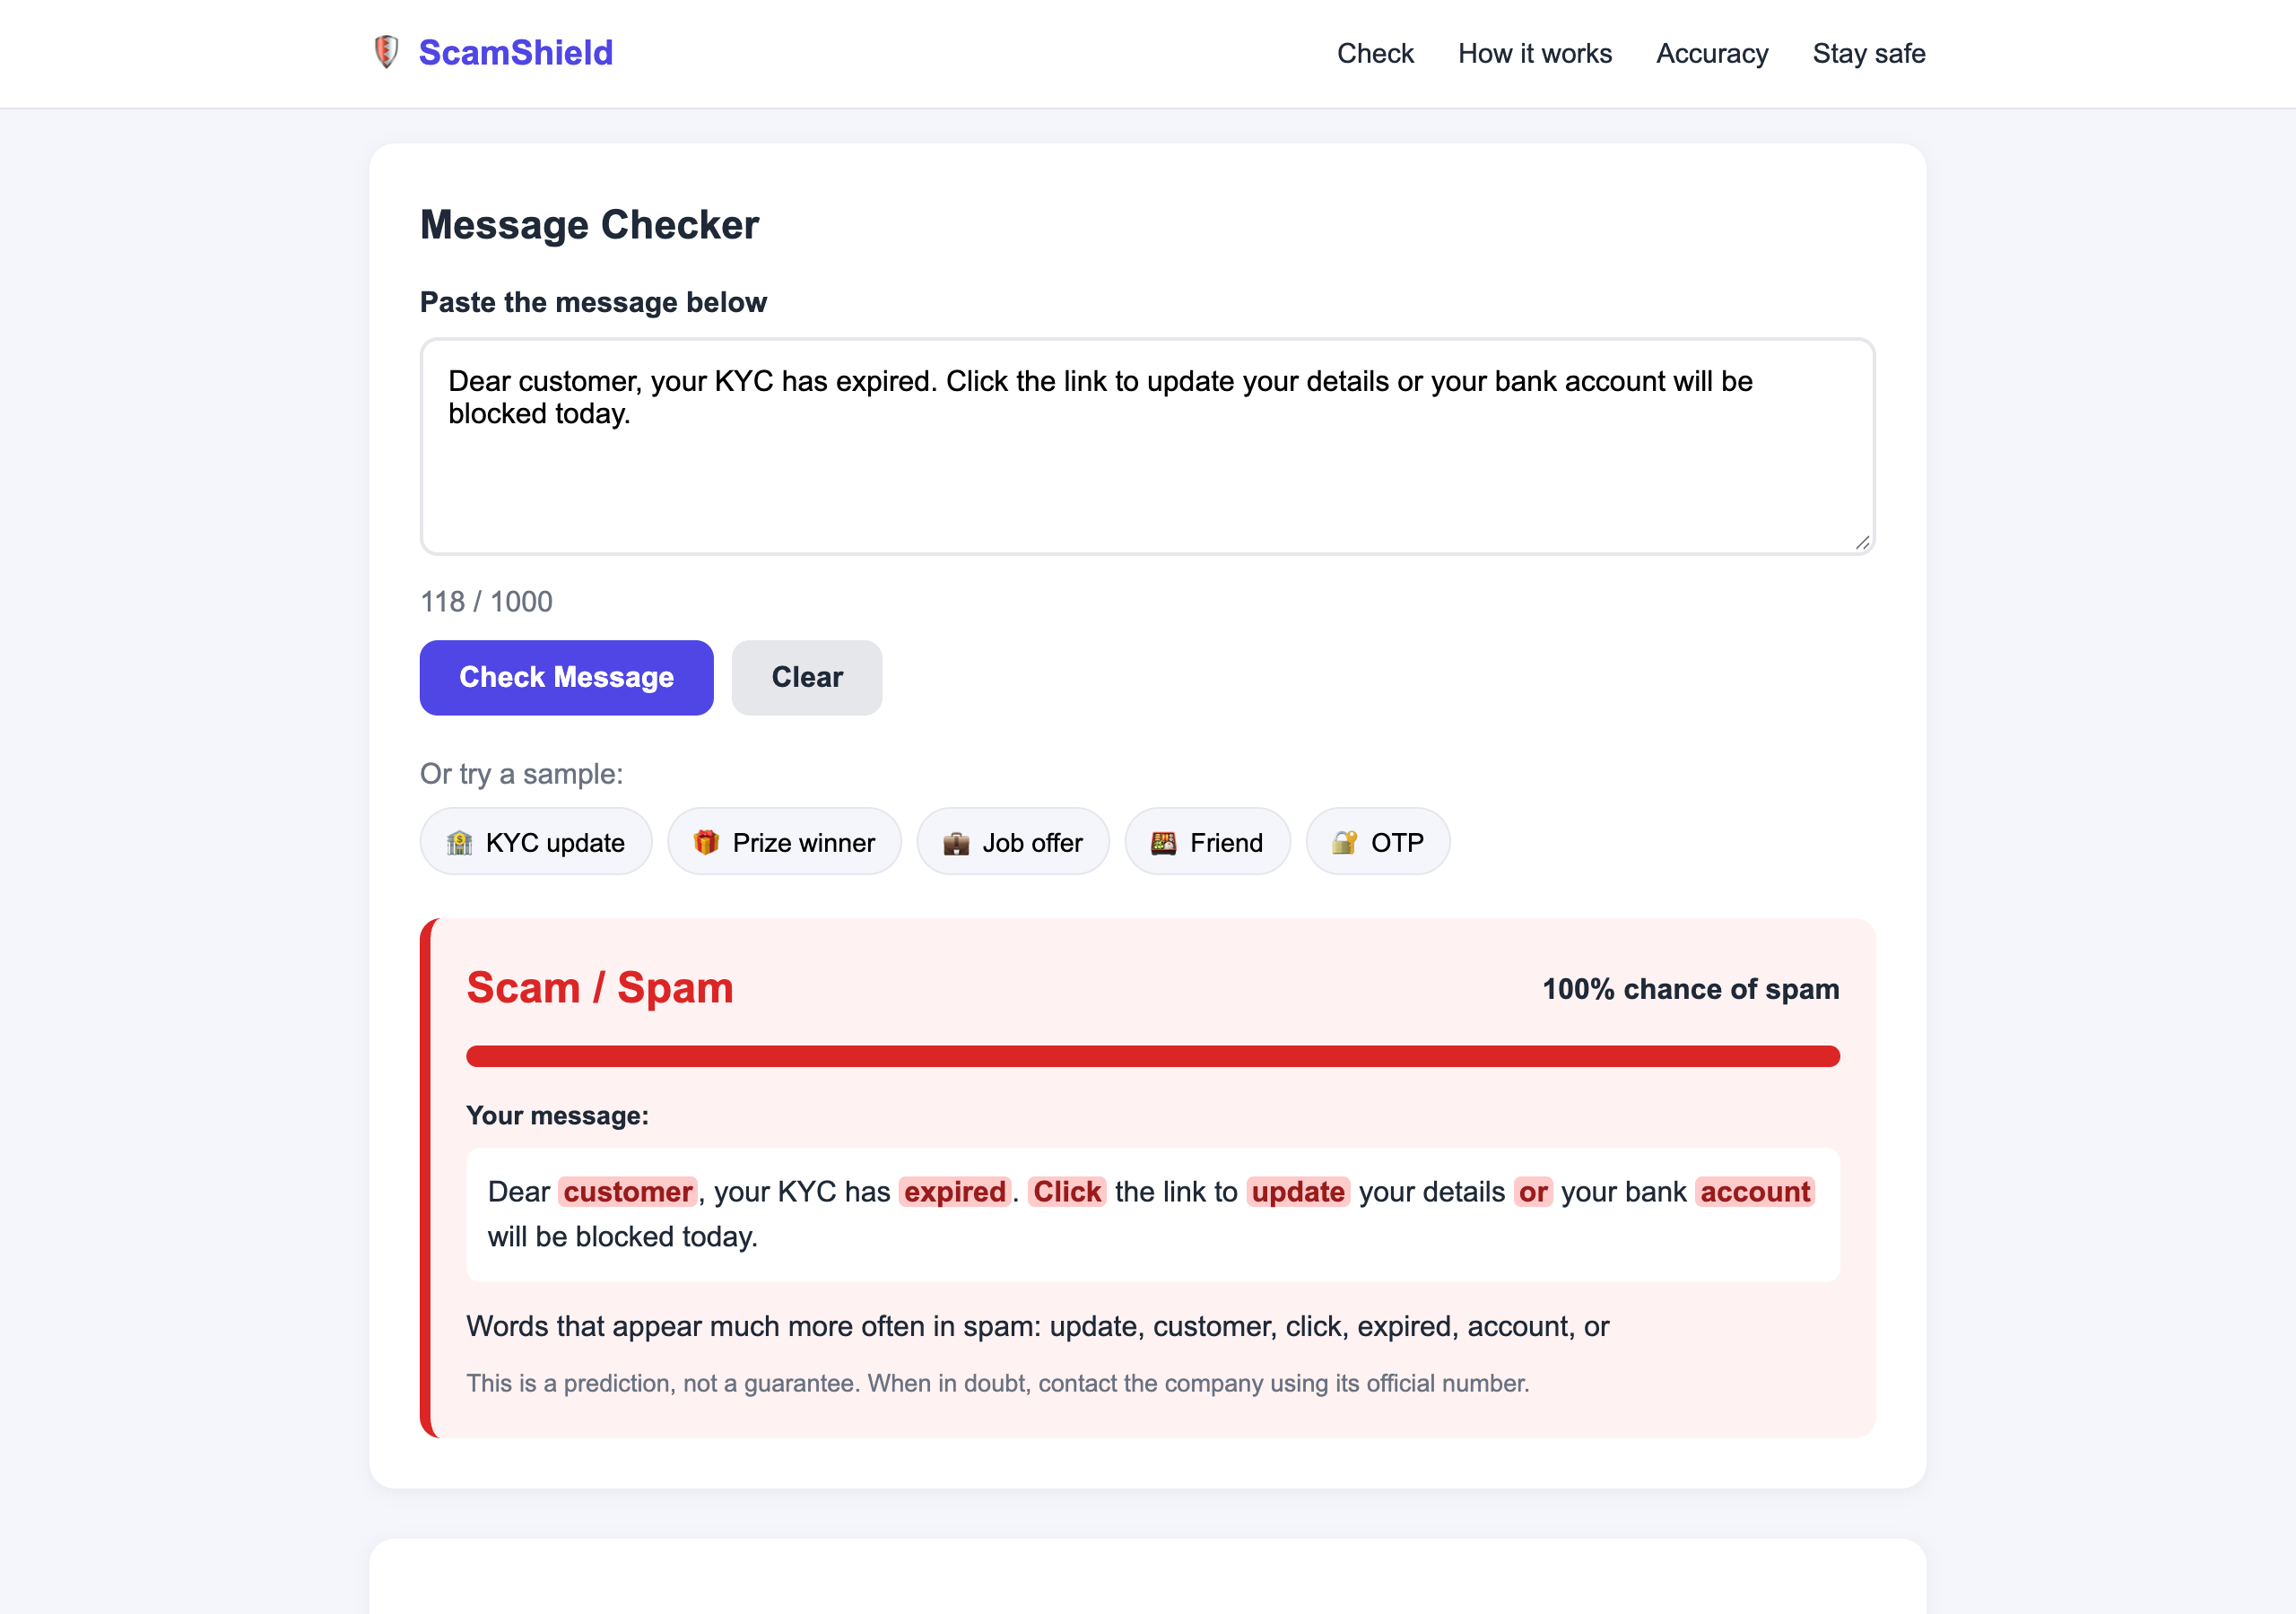 ScamShield
Check How it works Accuracy Stay safe
Message Checker
Paste the message below
Dear customer, your KYC has expired. Click the link to update your details or your bank account will be
blocked today.
118 / 1000
Check Message Clear
Or try a sample:
KYC update Prize winner Job offer Friend OTP
Scam / Spam
100% chance of spam
Your message:
Dear customer, your KYC has expired. Click the link to update your details or your bank account
will be blocked today.
Words that appear much more often in spam: update, customer, click, expired, account, or
This is a prediction, not a guarantee. When in doubt, contact the company using its official number.